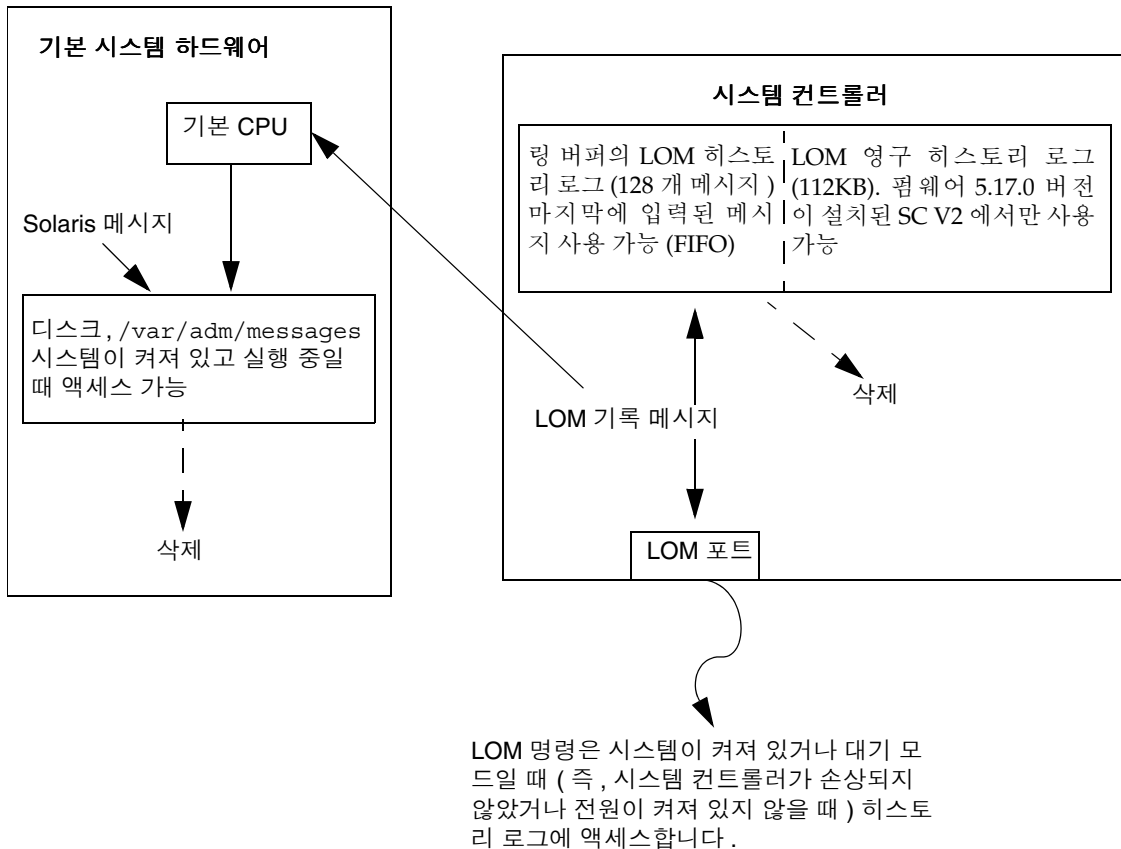 기본 시스템 하드웨어
기본 CPU
Solaris 메시지
디스크, /var/adm/messages
시스템이 켜져 있고 실행 중일
때 액세스 가능
삭제
시스템 컨트롤러
링 버퍼의 LOM 히스토
리 로그 (128 개 메시지 )
마지막에 입력된 메시
지 사용 가능 (FIFO)
LOM 영구 히스토리 로그
(112KB). 펌웨어 5.17.0 버전
이 설치된 SC V2 에서만 사용
가능
삭제
LOM 기록 메시지
LOM 포트
LOM 명령은 시스템이 켜져 있거나 대기 모
드일 때 ( 즉 , 시스템 컨트롤러가 손상되지
않았거나 전원이 켜져 있지 않을 때 ) 히스토
리 로그에 액세스합니다 .